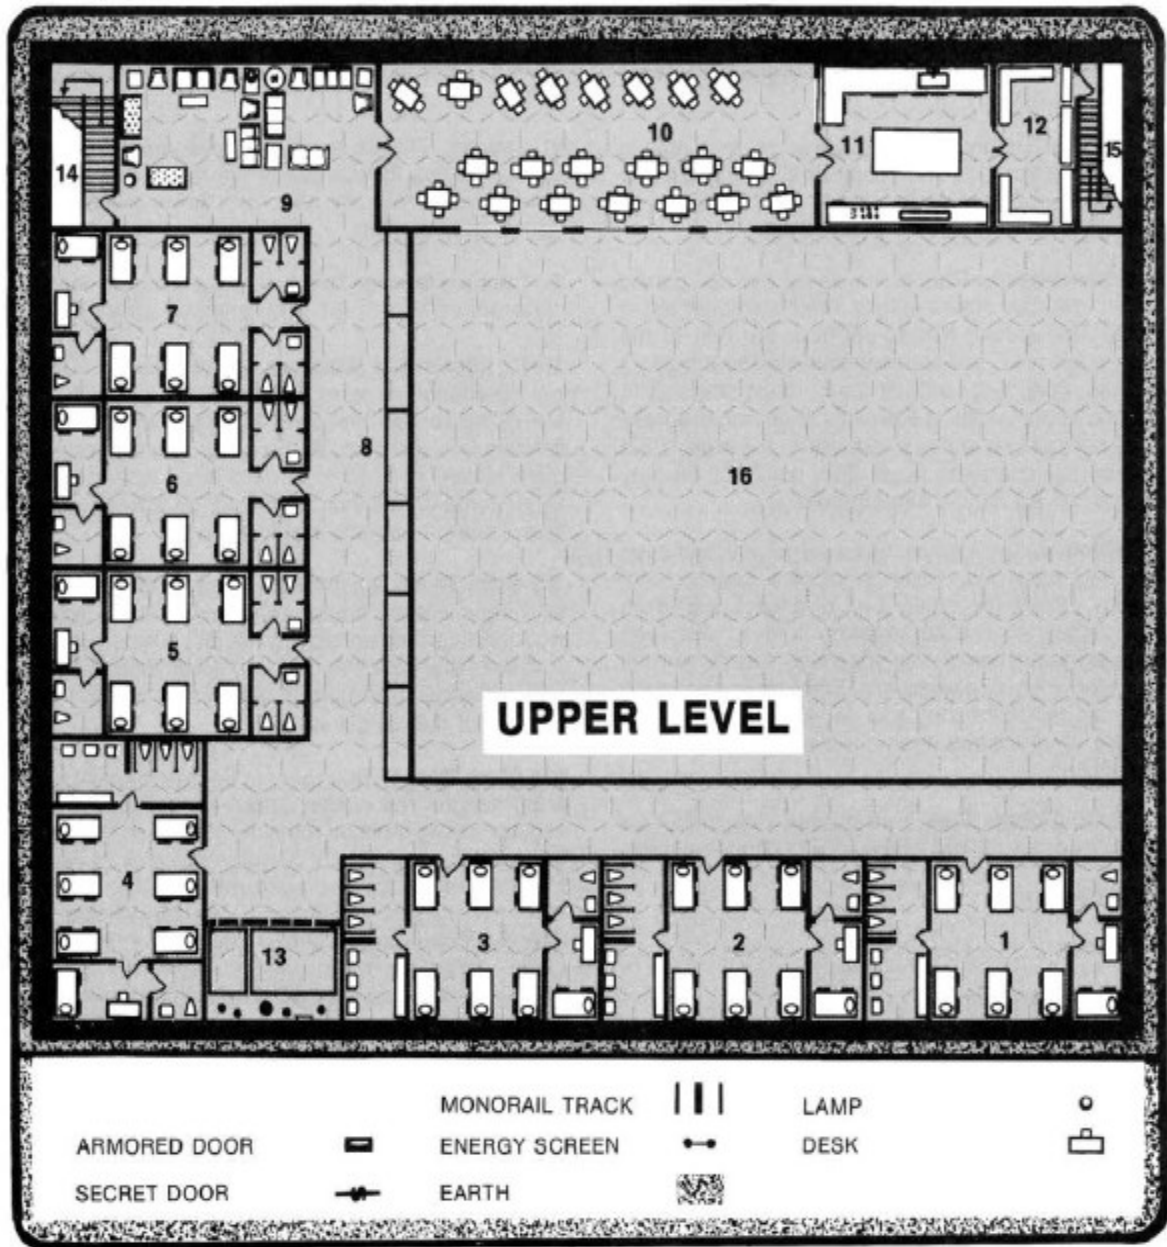 14
9
10
11
12
15
7
6
8
16
5
UPPER LEVEL
4
13
3
2
1
MONORAIL TRACK
LAMP
ARMORED DOOR
ENERGY SCREEN
DESK
SECRET DOOR
S
EARTH